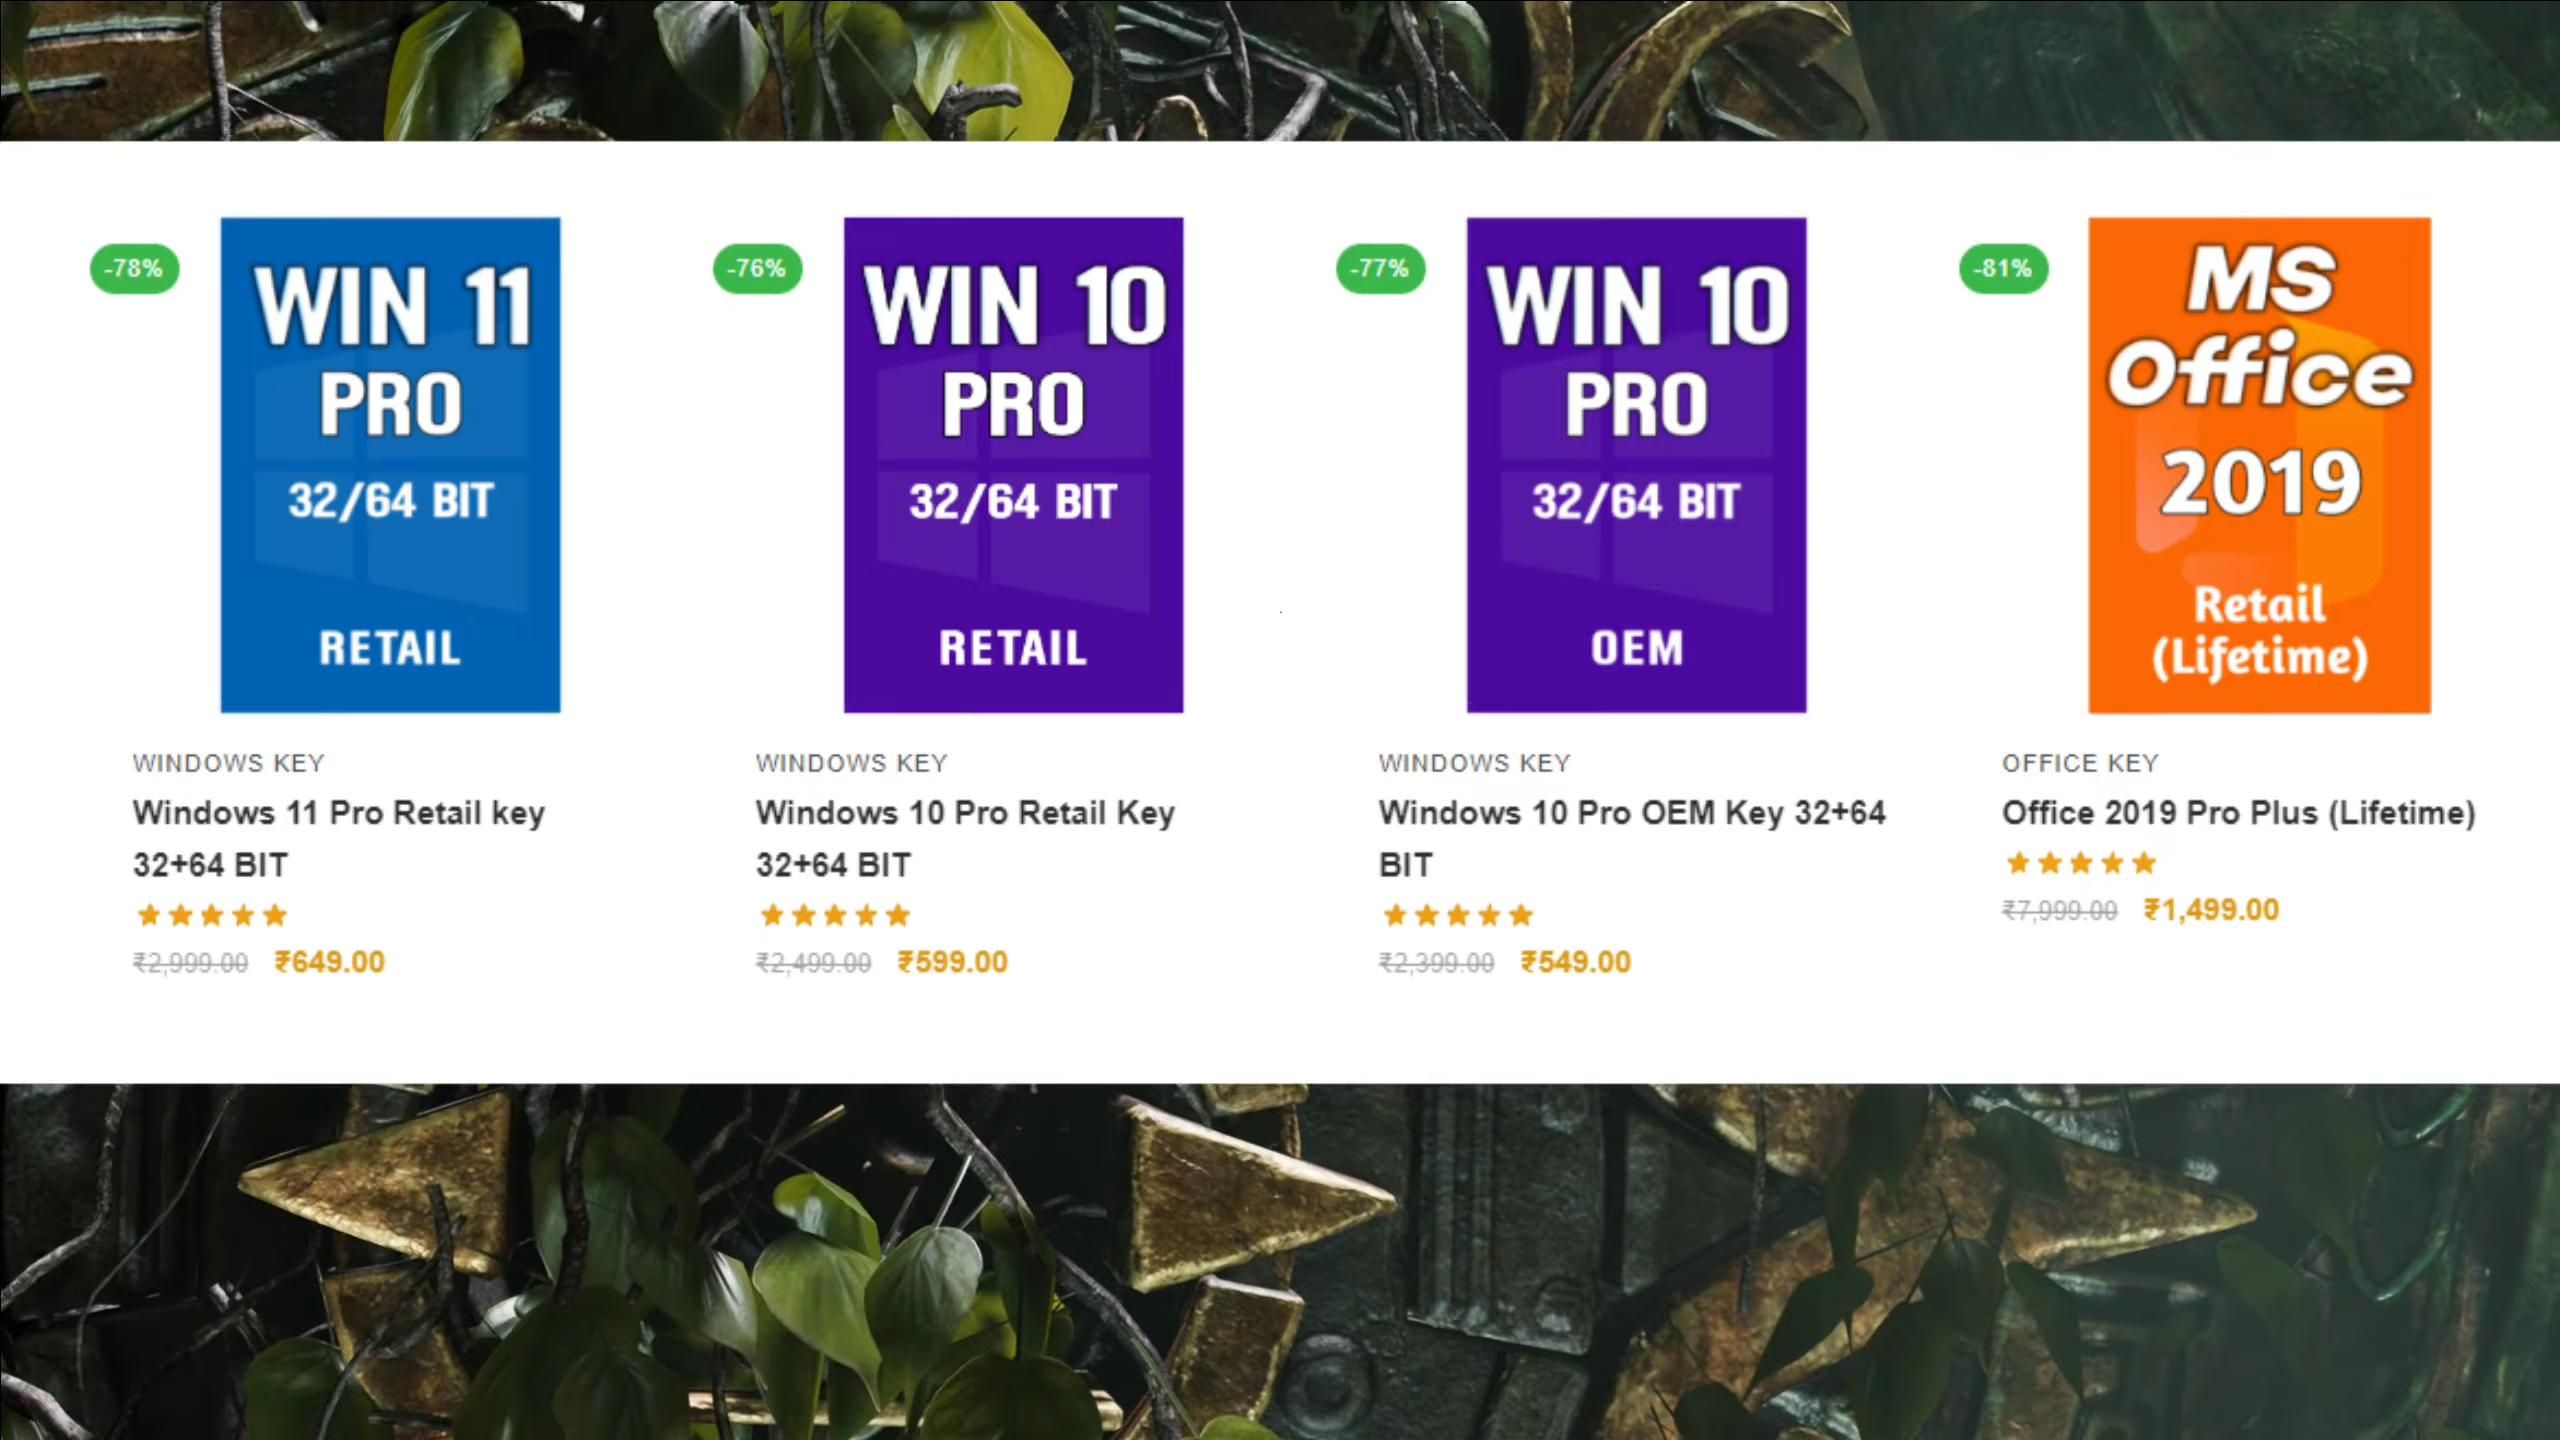 -78%
WIN 11
PRO
32/64 BIT
RETAIL
WINDOWS KEY
Windows 11 Pro Retail key
32+64 BIT
₹2,999.00 ₹649.00
-76%
WIN 10
PRO
32/64 BIT
RETAIL
WINDOWS KEY
Windows 10 Pro Retail Key
32+64 BIT
₹2,499.00 ₹599.00
-77%
WIN 10
PRO
32/64 BIT
OEM
WINDOWS KEY
Windows 10 Pro OEM Key 32+64
BIT
₹2,399.00 ₹549.00
-81%
MS
Office
2019
Retail
(Lifetime)
OFFICE KEY
Office 2019 Pro Plus (Lifetime)
₹7,999.00 ₹1,499.00